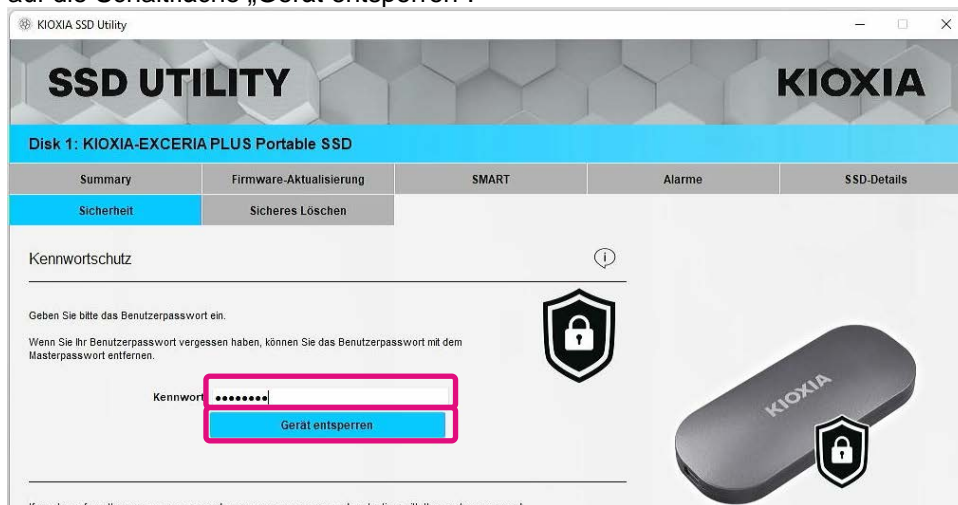 auf die Schaltfläche „Gerät entsperren“.
KIOXIA SSD Utility
SSD UTILITY
KIOXIA
Disk 1: KIOXIA-EXCERIA PLUS Portable SSD
Summary Firmware-Aktualisierung SMART Alarme SSD-Details
Sicherheit Sicheres Löschen
Kennwortschutz
Geben Sie bitte das Benutzerpasswort ein.
Wenn Sie Ihr Benutzerpasswort vergessen haben, können Sie das Benutzerpasswort mit dem
Masterpasswort entfernen.
Kennwort ••••••••
Gerät entsperren
KIOXIA